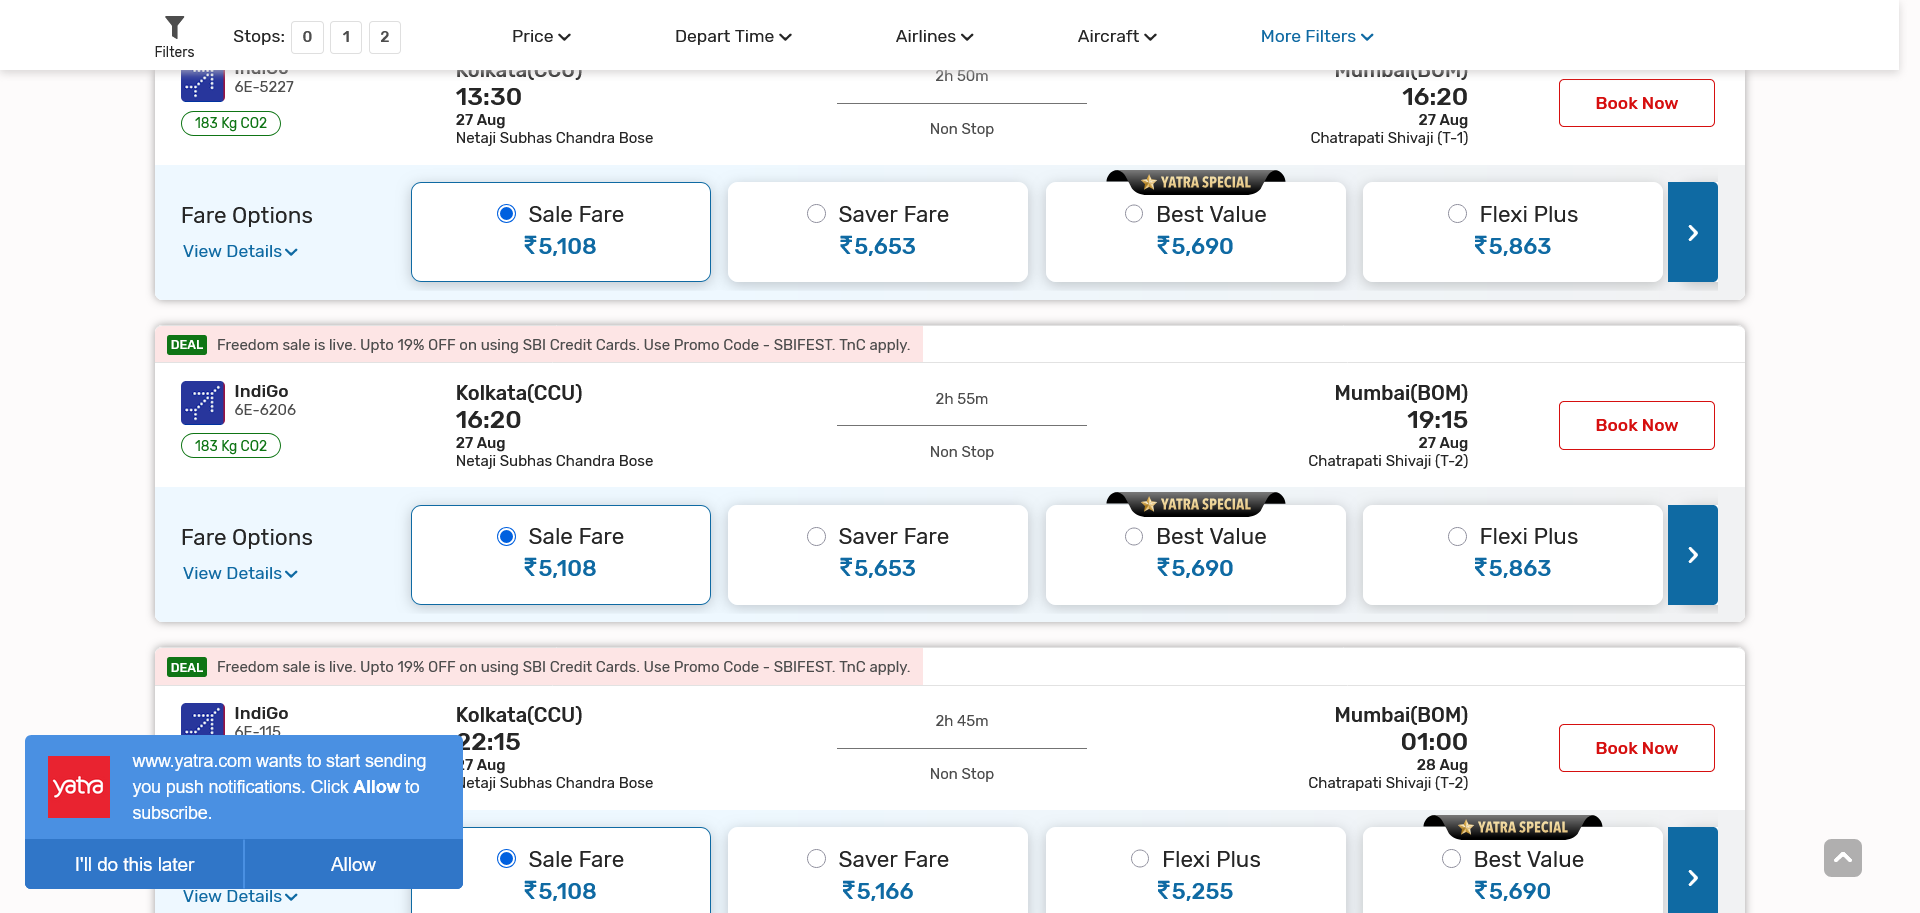 Filters
Stops: 0 1 2
Price
Depart Time
Airlines
Aircraft
More Filters
IndiGo
6E-5227
183 Kg CO2
Kolkata(CCU)
13:30
27 Aug
Netaji Subhas Chandra Bose
2h 50m
Non Stop
Mumbai(BOM)
16:20
27 Aug
Chatrapati Shivaji (T-1)
Book Now
Fare Options
View Details
Sale Fare
₹5,108
Saver Fare
₹5,653
YATRA SPECIAL
Best Value
₹5,690
Flexi Plus
₹5,863
DEAL Freedom sale is live. Upto 19% OFF on using SBI Credit Cards. Use Promo Code - SBIFEST. TnC apply.
IndiGo
6E-6206
183 Kg CO2
Kolkata(CCU)
16:20
27 Aug
Netaji Subhas Chandra Bose
2h 55m
Non Stop
Mumbai(BOM)
19:15
27 Aug
Chatrapati Shivaji (T-2)
Book Now
Fare Options
View Details
Sale Fare
₹5,108
Saver Fare
₹5,653
YATRA SPECIAL
Best Value
₹5,690
Flexi Plus
₹5,863
DEAL Freedom sale is live. Upto 19% OFF on using SBI Credit Cards. Use Promo Code - SBIFEST. TnC apply.
IndiGo
6E-115
Kolkata(CCU)
22:15
27 Aug
Netaji Subhas Chandra Bose
2h 45m
Non Stop
Mumbai(BOM)
01:00
28 Aug
Chatrapati Shivaji (T-2)
Book Now
View Details
Sale Fare
₹5,108
Saver Fare
₹5,166
Flexi Plus
₹5,255
YATRA SPECIAL
Best Value
₹5,690
yatra
www.yatra.com wants to start sending
you push notifications. Click Allow to
subscribe.
I'll do this later
Allow